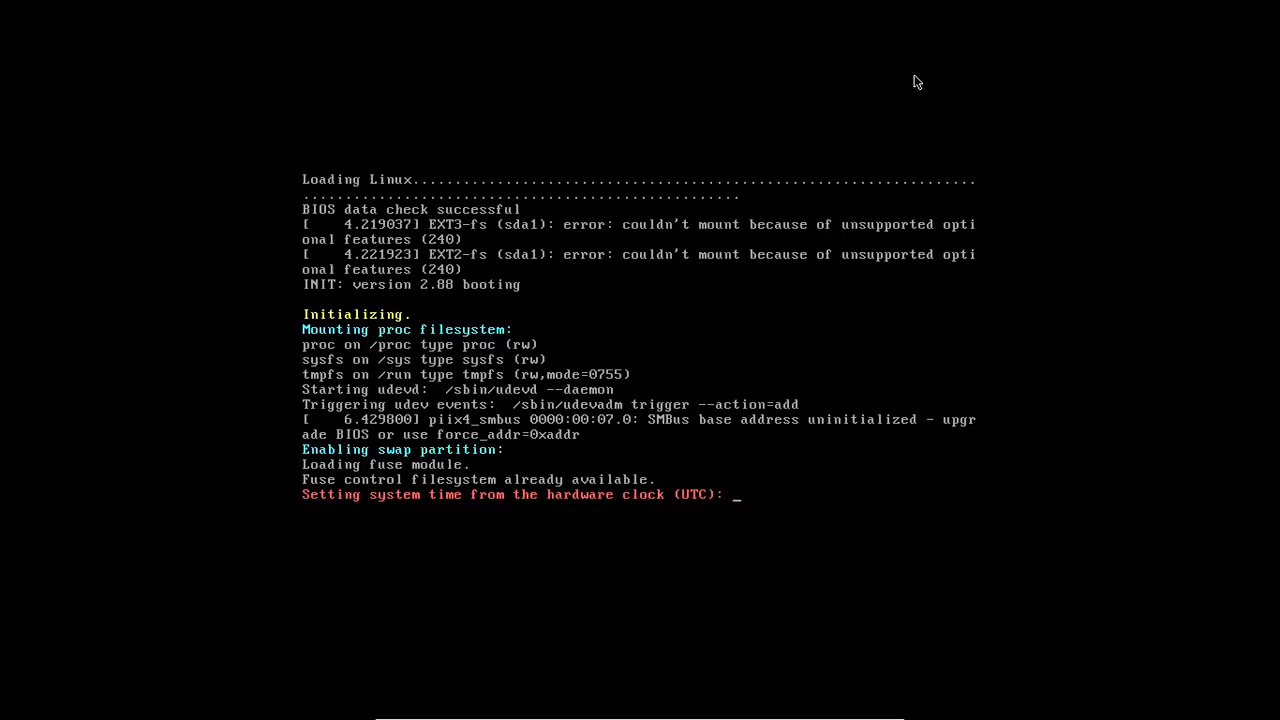 Loading Linux...................................................................
....................................................
BIOS data check successful
[    4.219037] EXT3-fs (sda1): error: couldn't mount because of unsupported opti
onal features (240)
[    4.221923] EXT2-fs (sda1): error: couldn't mount because of unsupported opti
onal features (240)
INIT: version 2.88 booting
Initializing.
Mounting proc filesystem:
proc on /proc type proc (rw)
sysfs on /sys type sysfs (rw)
tmpfs on /run type tmpfs (rw,mode=0755)
Starting udevd:  /sbin/udevd --daemon
Triggering udev events:  /sbin/udevadm trigger --action=add
[    6.429800] piix4_smbus 0000:00:07.0: SMBus base address uninitialized - upgr
ade BIOS or use force_addr=0xaddr
Enabling swap partition:
Loading fuse module.
Fuse control filesystem already available.
Setting system time from the hardware clock (UTC): _